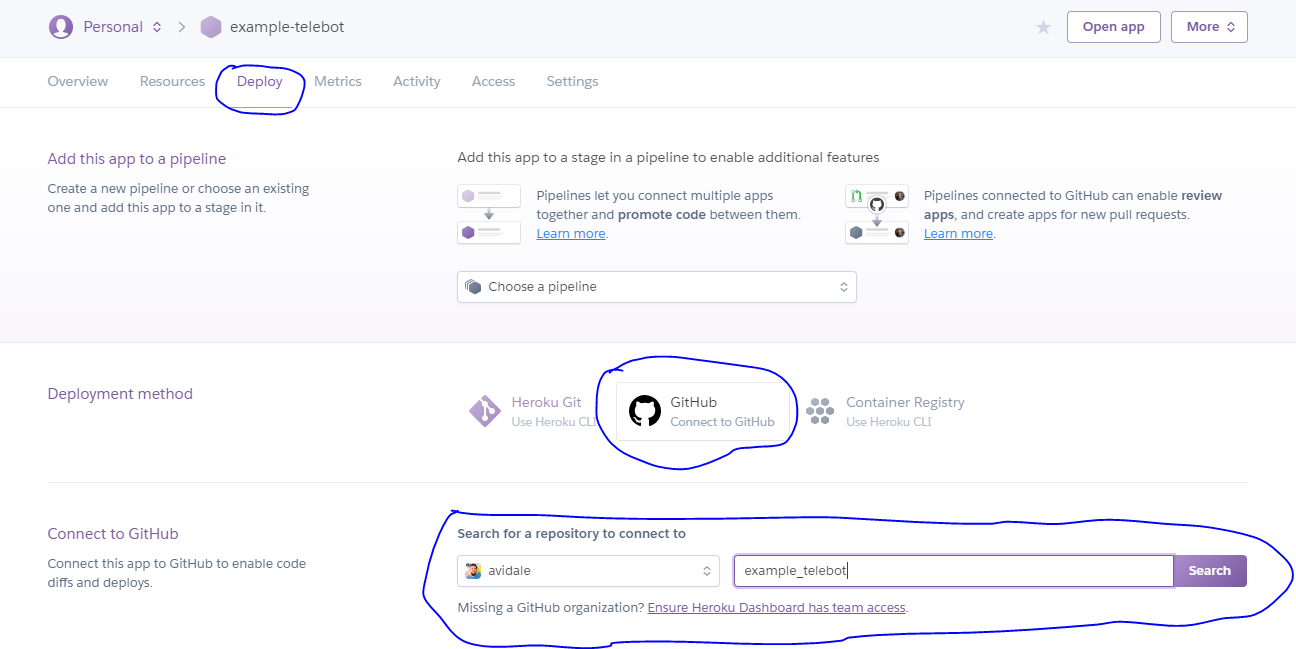 Personal
example-telebot
Open app
More
Overview
Resources
Deploy
Metrics
Activity
Access
Settings
Add this app to a pipeline
Create a new pipeline or choose an existing
one and add this app to a stage in it.
Add this app to a stage in a pipeline to enable additional features
Pipelines let you connect multiple apps
together and promote code between them.
Learn more.
Pipelines connected to GitHub can enable review
apps, and create apps for new pull requests.
Learn more.
Choose a pipeline
Deployment method
Heroku Git
Use Heroku CLI
GitHub
Connect to GitHub
Container Registry
Use Heroku CLI
Connect to GitHub
Connect this app to GitHub to enable code
diffs and deploys.
Search for a repository to connect to
avidale
example_telebot
Search
Missing a GitHub organization? Ensure Heroku Dashboard has team access.